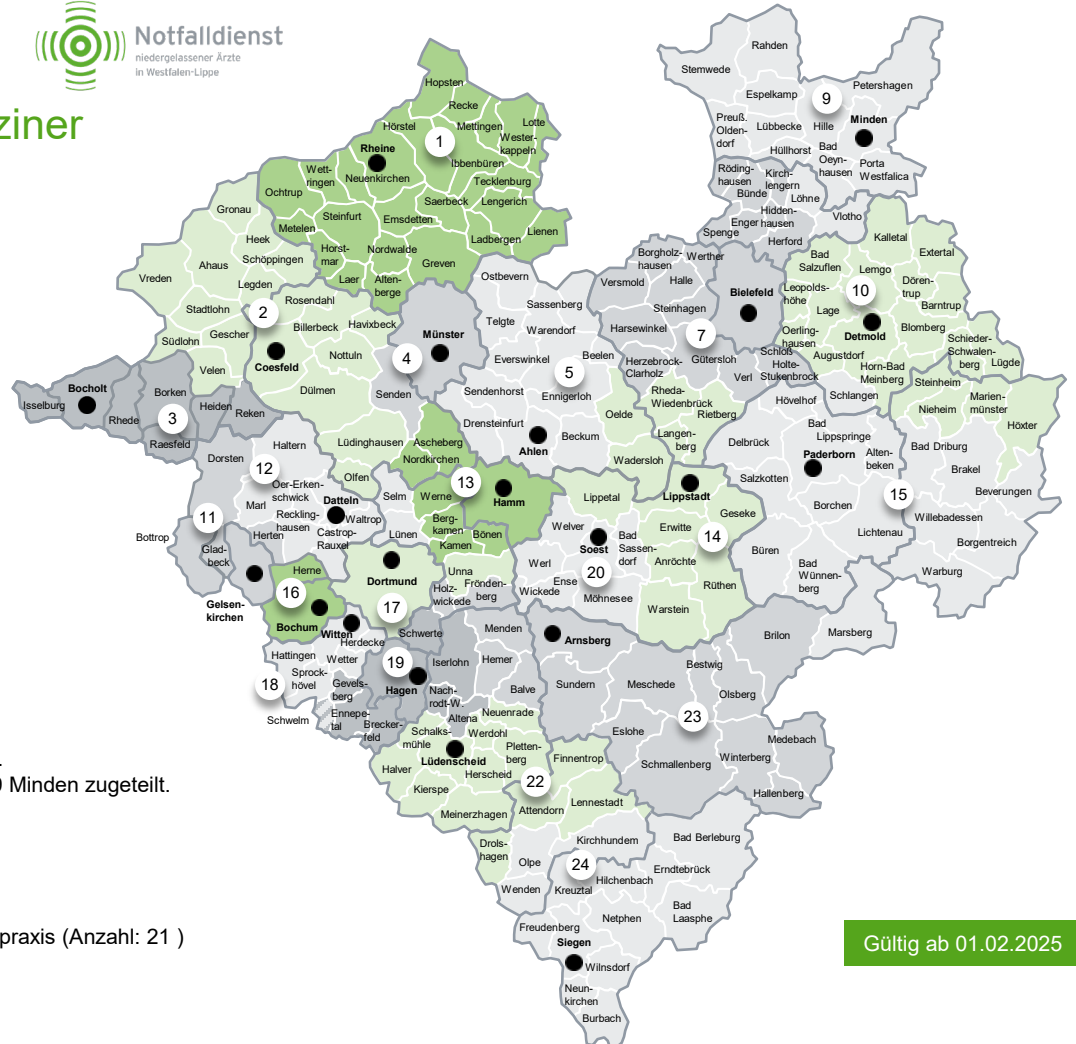 Notfalldienst
niedergelassener Ärzte
in Westfalen-Lippe
ziner
Rahden
Stemwede
Espelkamp
Petershagen
9
Minden
Preuß.
Olden-
dorf
Lübbecke
Hille
Hüllhorst
Bad
Oeyn-
hausen
Porta
Westfalica
Röding-
hausen
Kirch-
lengern
Bünde
Löhne
Hidden-
hausen
Enger
Spenge
Herford
Vlotho
Hopsten
Recke
Hörstel
Mettingen
Lotte
Wester-
kappeln
1
Rheine
Ibbenbüren
Neuenkirchen
Wett-
ringen
Ochtrup
Tecklenburg
Saerbeck
Lengerich
Steinfurt
Emsdetten
Metelen
Lienen
Ladbergen
Horst-
mar
Nordwalde
Greven
Laer
Alten-
berge
Gronau
Heek
Ahaus
Schöppingen
Vreden
Legden
Stadtlohn
2
Rosendahl
Billerbeck
Havixbeck
Gescher
Südlohn
Coesfeld
Nottuln
Velen
Dülmen
Lüdinghausen
Olfen
Münster
4
Senden
Ostbevern
Sassenberg
Telgte
Warendorf
Everswinkel
Beelen
5
Sendenhorst
Ennigerloh
Drensteinfurt
Ahlen
Beckum
Oelde
Wadersloh
Borgholz-
hausen
Werther
Versmold
Halle
Bielefeld
Steinhagen
Harsewinkel
7
Herzebrock-
Clarholz
Gütersloh
Verl
Schloß
Holte-
Stukenbrock
Rheda-
Wiedenbrück
Rietberg
Langen-
berg
Kalletal
Bad
Salzuflen
Extertal
Lemgo
Leopolds-
höhe
10
Dören-
trup
Barntrup
Lage
Oerling-
hausen
Detmold
Blomberg
Augustdorf
Horn-Bad
Meinberg
Schieder-
Schwalen-
berg
Lügde
Schlangen
Steinheim
Marien-
münster
Nieheim
Höxter
Bocholt
Isselburg
Rhede
Borken
3
Heiden
Reken
Raesfeld
Haltern
Dorsten
12
Oer-Erken-
schwick
Marl
Datteln
Reckling-
hausen
Waltrop
Castrop-
Rauxel
Herten
11
Bottrop
Glad-
beck
Gelsen-
kirchen
Ascheberg
Nordkirchen
13
Selm
Werne
Hamm
Berg-
kamen
Lünen
Kamen
Bönen
Herne
16
Bochum
Dortmund
17
Unna
Holz-
wickede
Frönden-
berg
Witten
Herdecke
Hattingen
Wetter
Sprock-
hövel
18
Schwelm
Gevels-
berg
Ennepe-
tal
Brecker-
feld
Schwerte
19
Hagen
Iserlohn
Menden
Hemer
Balve
Nach-
rodt-W.
Altena
Lippetal
Lippstadt
Welver
Soest
Bad
Sassen-
dorf
Erwitte
Geseke
14
Anröchte
Rüthen
Warstein
Werl
20
Ense
Wickede
Möhnesee
Hövelhof
Bad
Lippspringe
Delbrück
Paderborn
Alten-
beken
Salzkotten
Borchen
15
Lichtenau
Büren
Bad
Wünnen-
berg
Bad Driburg
Brakel
Beverungen
Willebadessen
Borgentreich
Warburg
Arnsberg
Sundern
Meschede
Bestwig
Brilon
Marsberg
Olsberg
23
Eslohe
Schmallenberg
Winterberg
Medebach
Hallenberg
Schalks-
mühle
Neuenrade
Werdohl
Lüdenscheid
Pletten-
berg
Halver
Herscheid
Kierspe
22
Meinerzhagen
Finnentrop
Attendorn
Lennestadt
Drols-
hagen
Olpe
Wenden
Kirchhundem
24
Kreuztal
Hilchenbach
Bad Berleburg
Erndtebrück
Bad
Laasphe
Netphen
Freudenberg
Siegen
Wilnsdorf
Neun-
kirchen
Burbach
.
Minden zugeteilt.
praxis (Anzahl: 21 )
Gültig ab 01.02.2025